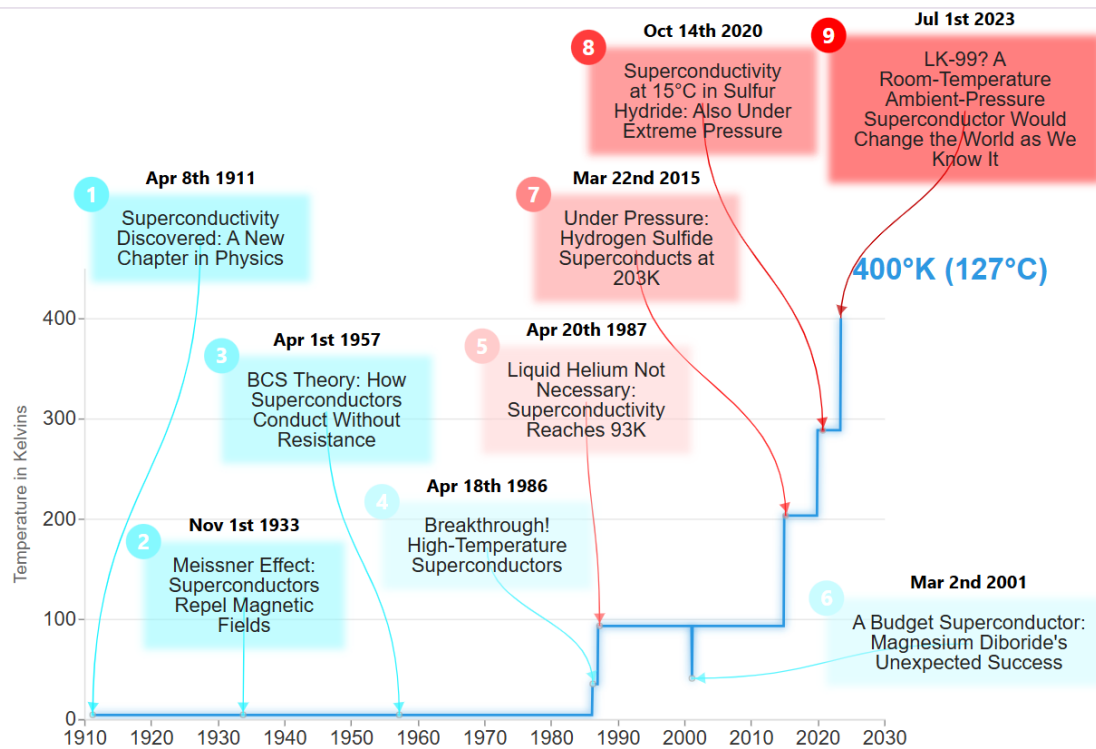 Jul 1st 2023
9
LK-99? A
Room-Temperature
Ambient-Pressure
Superconductor Would
Change the World as We
Know It
Oct 14th 2020
8
Superconductivity
at 15°C in Sulfur
Hydride: Also Under
Extreme Pressure
Apr 8th 1911
1
Superconductivity
Discovered: A New
Chapter in Physics
Mar 22nd 2015
7
Under Pressure:
Hydrogen Sulfide
Superconducts at
203K
400°K (127°C)
Apr 1st 1957
3
BCS Theory: How
Superconductors
Conduct Without
Resistance
Apr 20th 1987
5
Liquid Helium Not
Necessary:
Superconductivity
Reaches 93K
Apr 18th 1986
4
Breakthrough!
High-Temperature
Superconductors
Nov 1st 1933
2
Meissner Effect:
Superconductors
Repel Magnetic
Fields
Mar 2nd 2001
6
A Budget Superconductor:
Magnesium Diboride's
Unexpected Success
Temperature in Kelvins
400
300
200
100
0
1910 1920 1930 1940 1950 1960 1970 1980 1990 2000 2010 2020 2030